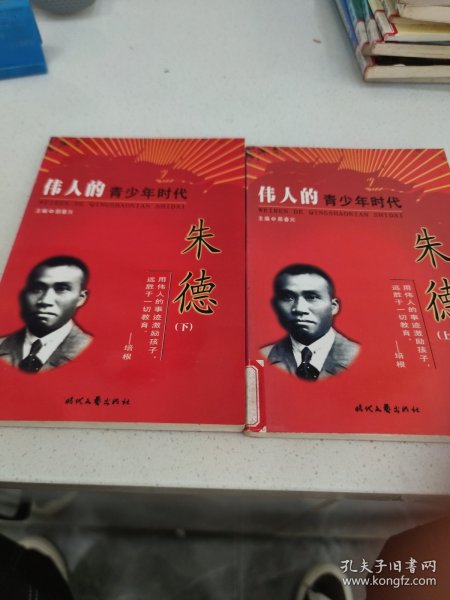 伟人的青少年时代
WEIREN DE QINGSHAONIAN SHIDAI
主编
朱德
(下)
用伟人的事迹激励孩子,
远胜于一切教育。
——培根
时代文艺出版社
伟人的青少年时代
WEIREN DE QINGSHAONIAN SHIDAI
主编
朱德
(上
用伟人的事迹激励孩子,
远胜于一切教育。
——培根
时代文艺出版社
孔夫子旧书网
www.kongfz.com